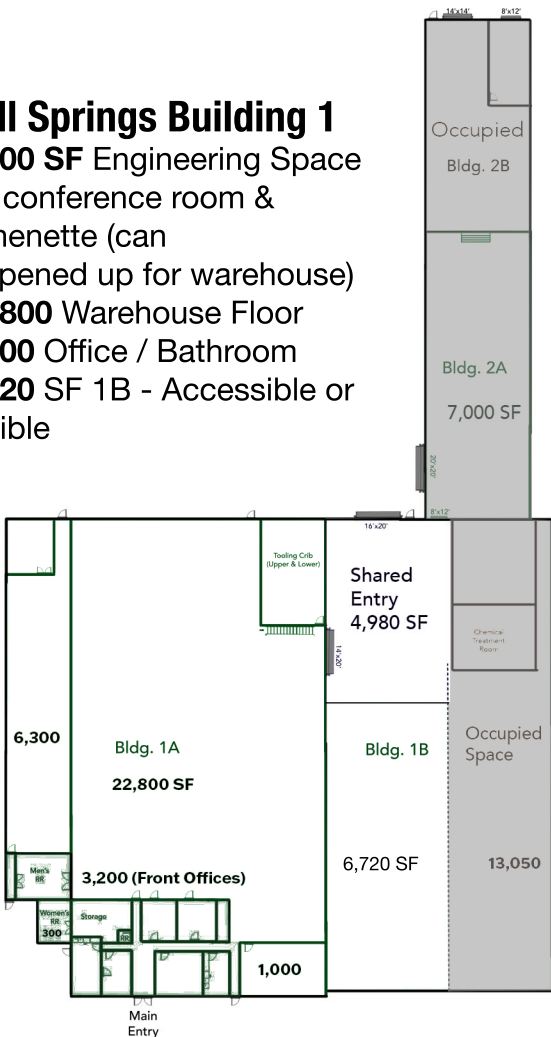 14'x14'
8'x12'
ll Springs Building 1
00 SF Engineering Space
conference room &
henette (can
pened up for warehouse)
800 Warehouse Floor
00 Office / Bathroom
20 SF 1B - Accessible or
ible
Occupied
Bldg. 2B
Bldg. 2A
7,000 SF
20'x20'
8'x12'
16'x20'
Tooling Crib
(Upper & Lower)
Shared
Entry
4,980 SF
14'x20'
Chemical
Treatment
Room
6,300
Bldg. 1A
22,800 SF
Bldg. 1B
6,720 SF
Occupied
Space
13,050
Men's
RR
3,200 (Front Offices)
Women's
RR
300
Storage
RR
1,000
Main
Entry